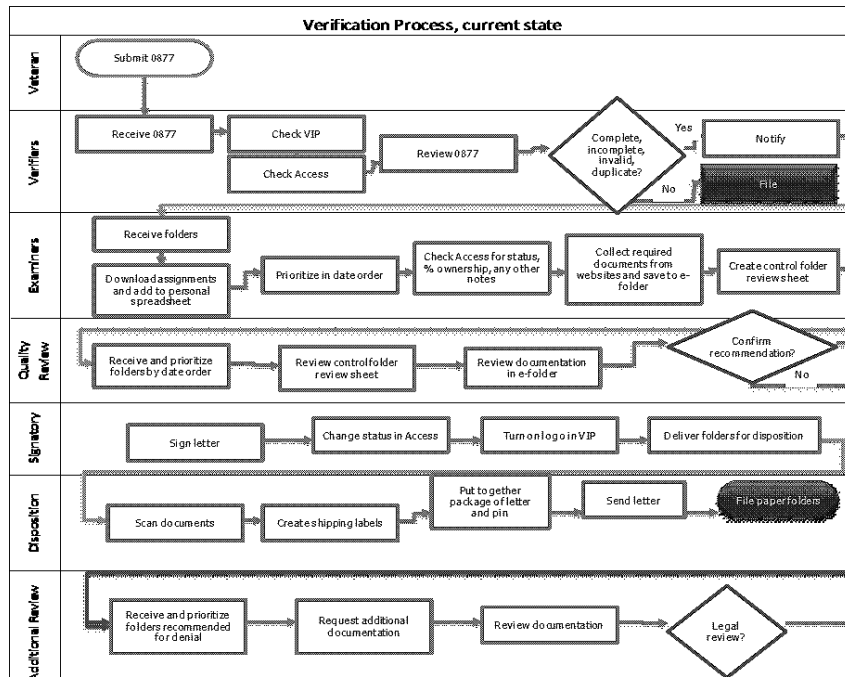 Verification Process, current state
Veteran
Submit 0877
Verifiers
Receive 0877
Check VIP
Check Access
Review 0877
Complete,
incomplete,
invalid,
duplicate?
Yes
No
Notify
File
Examiners
Receive folders
Download assignments
and add to personal
spreadsheet
Prioritize in date order
Check Access for status,
% ownership, any other
notes
Collect required
documents from
websites and save to e-
folder
Create control folder
review sheet
Quality
Review
Receive and prioritize
folders by date order
Review control folder
review sheet
Review documentation
in e-folder
Confirm
recommendation?
No
Signatory
Sign letter
Change status in Access
Turn on logo in VIP
Deliver folders for disposition
Disposition
Scan documents
Create shipping labels
Put together
package of letter
and pin
Send letter
File paper folders
Additional Review
Receive and prioritize
folders recommended
for denial
Request additional
documentation
Review documentation
Legal
review?